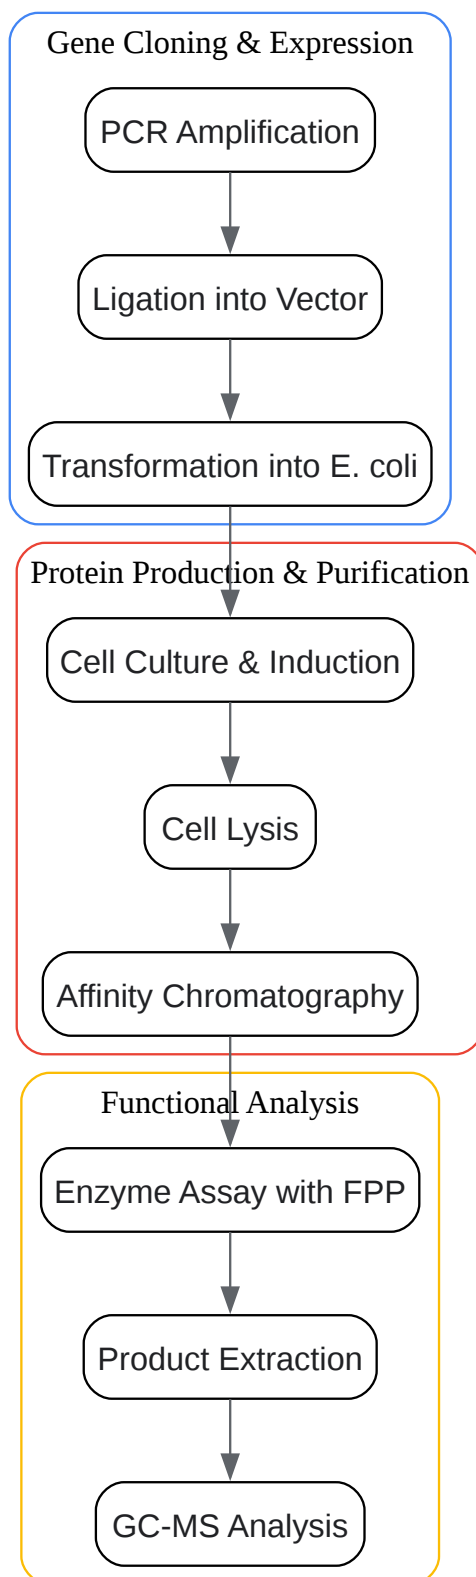 Gene Cloning & Expression
PCR Amplification
Ligation into Vector
Transformation into E. coli
Protein Production & Purification
Cell Culture & Induction
Cell Lysis
Affinity Chromatography
Functional Analysis
Enzyme Assay with FPP
Product Extraction
GC-MS Analysis